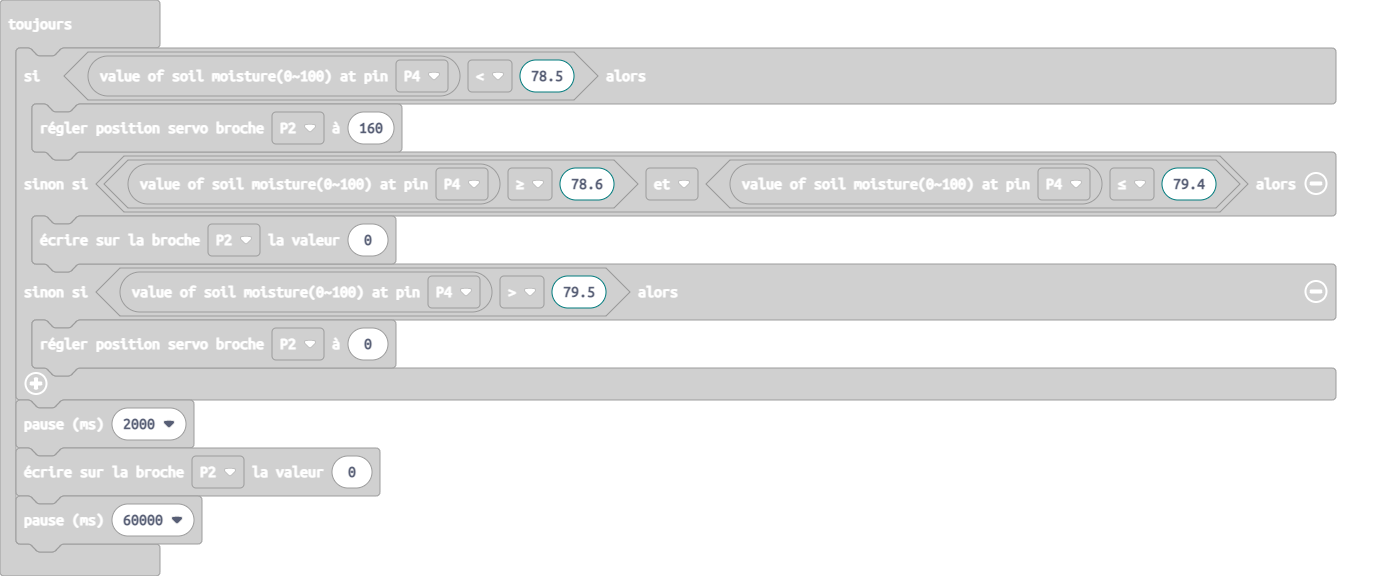 toujours
si value of soil moisture(0~100) at pin P4 < 78.5 alors
régler position servo broche P2 à 160
sinon si value of soil moisture(0~100) at pin P4 ≥ 78.6 et value of soil moisture(0~100) at pin P4 ≤ 79.4 alors
écrire sur la broche P2 la valeur 0
sinon si value of soil moisture(0~100) at pin P4 > 79.5 alors
régler position servo broche P2 à 0
pause (ms) 2000
écrire sur la broche P2 la valeur 0
pause (ms) 60000